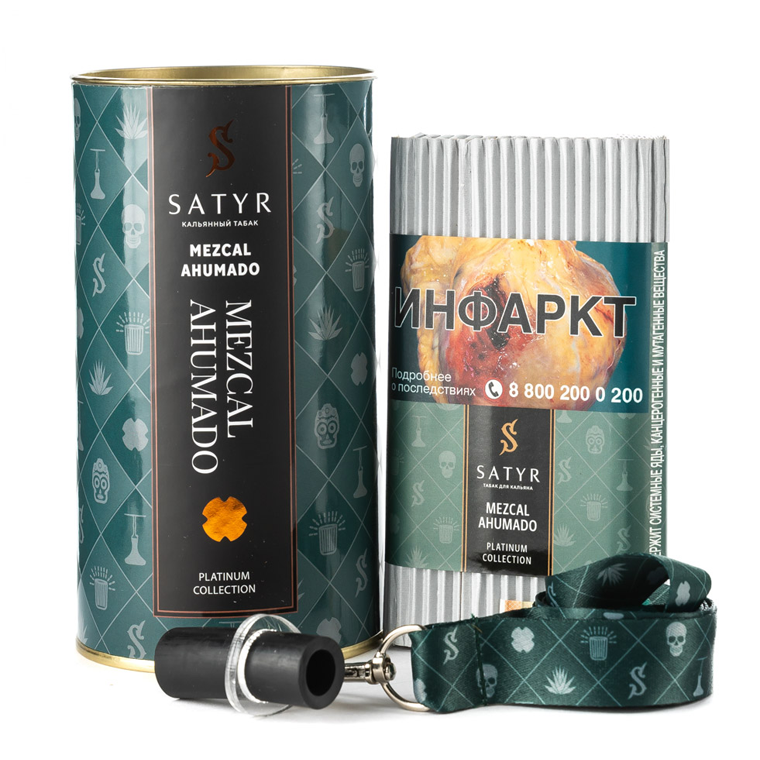 SATYR
КАЛЬЯННЫЙ ТАБАК
MEZCAL
AHUMADO
MEZCAL
AHUMADO
PLATINUM
COLLECTION
ИНФАРКТ
Подробнее
о последствиях
8 800 200 0 200
SATYR
ТАБАК ДЛЯ КАЛЬЯНА
MEZCAL
AHUMADO
PLATINUM
COLLECTION
СИСТЕМНЫЕ ЯДЫ, КАНЦЕРОГЕННЫЕ И МУТАГЕННЫЕ ВЕЩЕСТВА